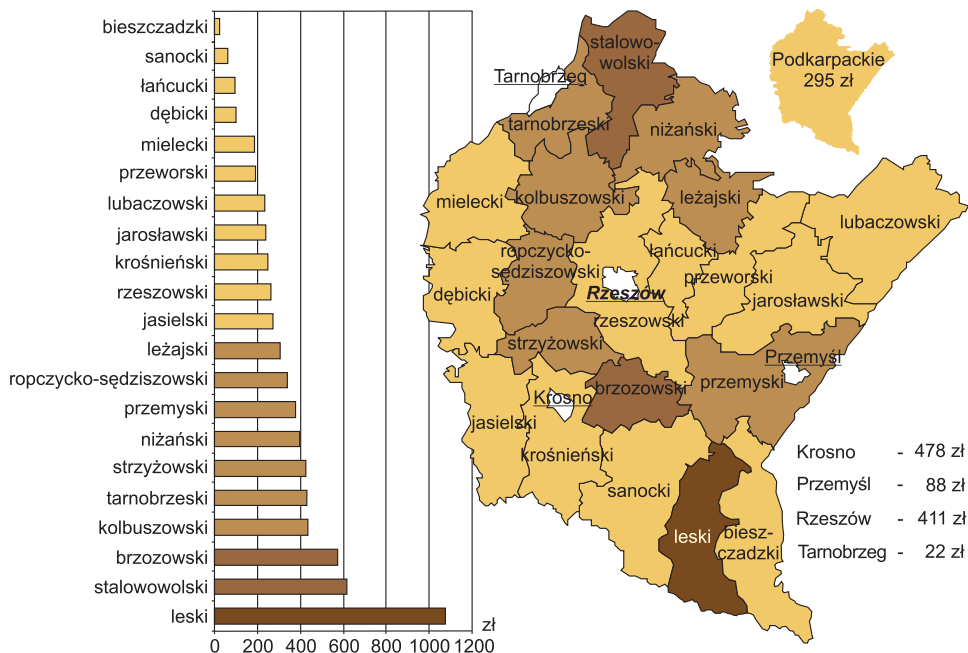 bieszczadzki
sanocki
łańcucki
dębicki
mielecki
przeworski
lubaczowski
jarosławski
krośnieński
rzeszowski
jasielski
leżajski
ropczycko-sędziszowski
przemyski
niżański
strzyżowski
tarnobrzeski
kolbuszowski
brzozowski
stalowowolski
leski
zł
0 200 400 600 800 1000 1200
stalowo-
wolski
Tarnobrzeg
tarnobrzeski
niżański
mielecki
kolbuszowski
leżajski
lubaczowski
ropczycko-
sędziszowski
łańcucki
przeworski
dębicki
Rzeszów
jarosławski
rzeszowski
strzyżowski
Przemyśl
przemyski
brzozowski
Krosno
jasielski
krośnieński
sanocki
leski
biesz-
czadzki
Podkarpackie
295 zł
Krosno - 478 zł
Przemyśl - 88 zł
Rzeszów - 411 zł
Tarnobrzeg - 22 zł